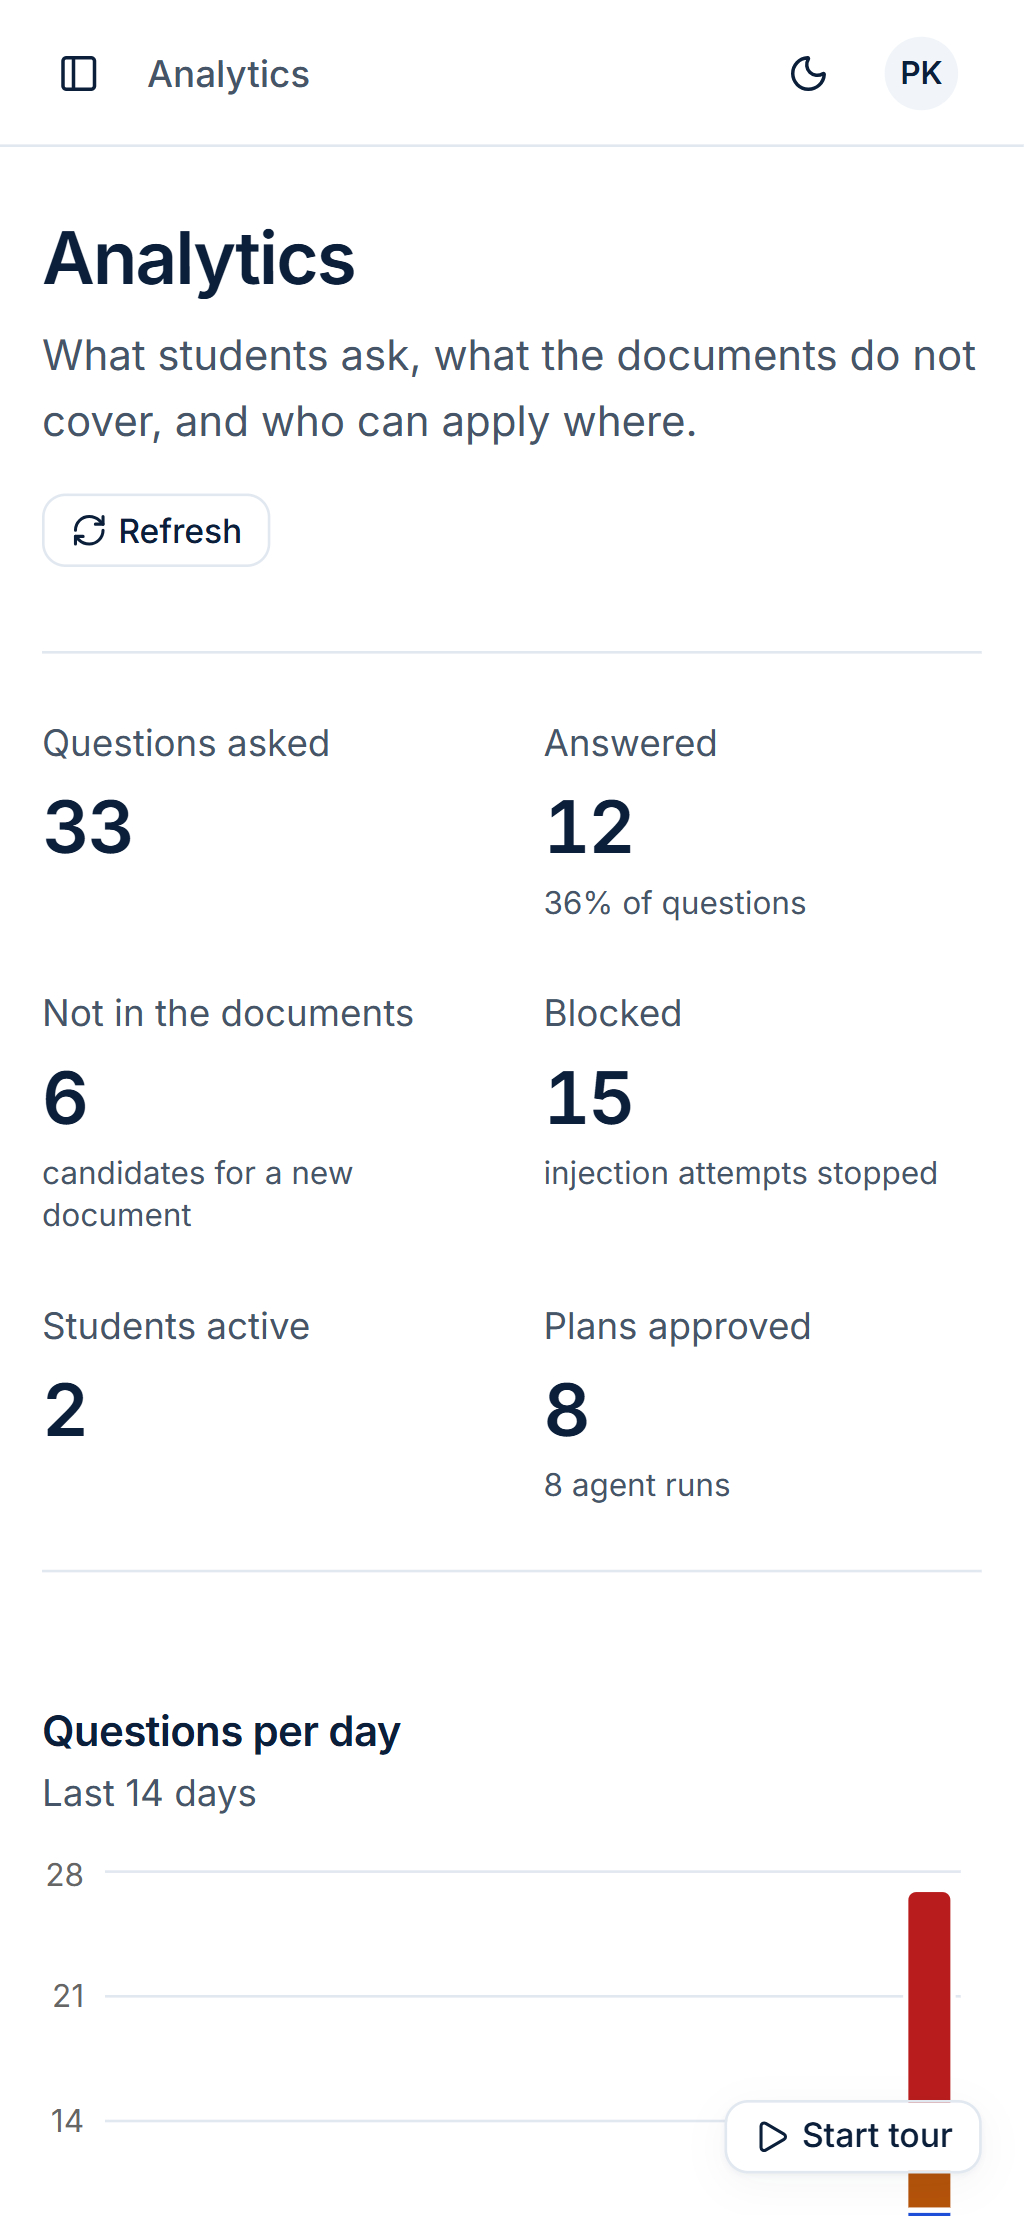 Analytics
PK
Analytics
What students ask, what the documents do not
cover, and who can apply where.
Refresh
Questions asked
33
Answered
12
36% of questions
Not in the documents
6
candidates for a new
document
Blocked
15
injection attempts stopped
Students active
2
Plans approved
8
8 agent runs
Questions per day
Last 14 days
28
21
14
Start tour